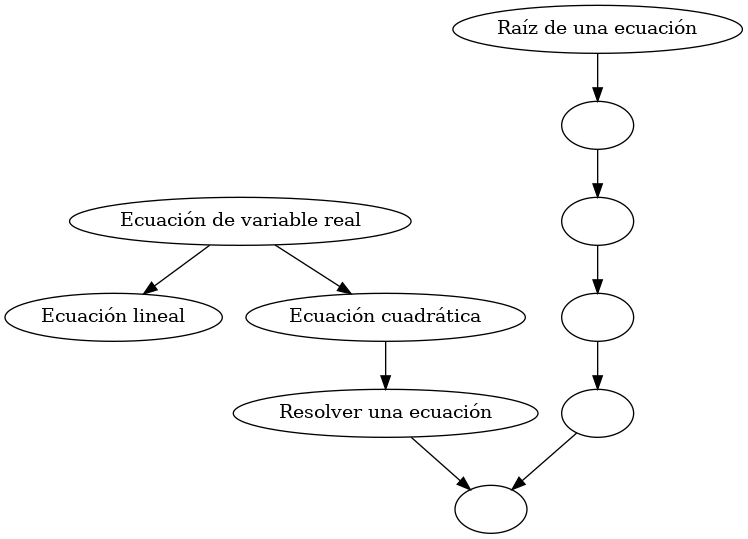 Raíz de una ecuación
Ecuación de variable real
Ecuación lineal
Ecuación cuadrática
Resolver una ecuación